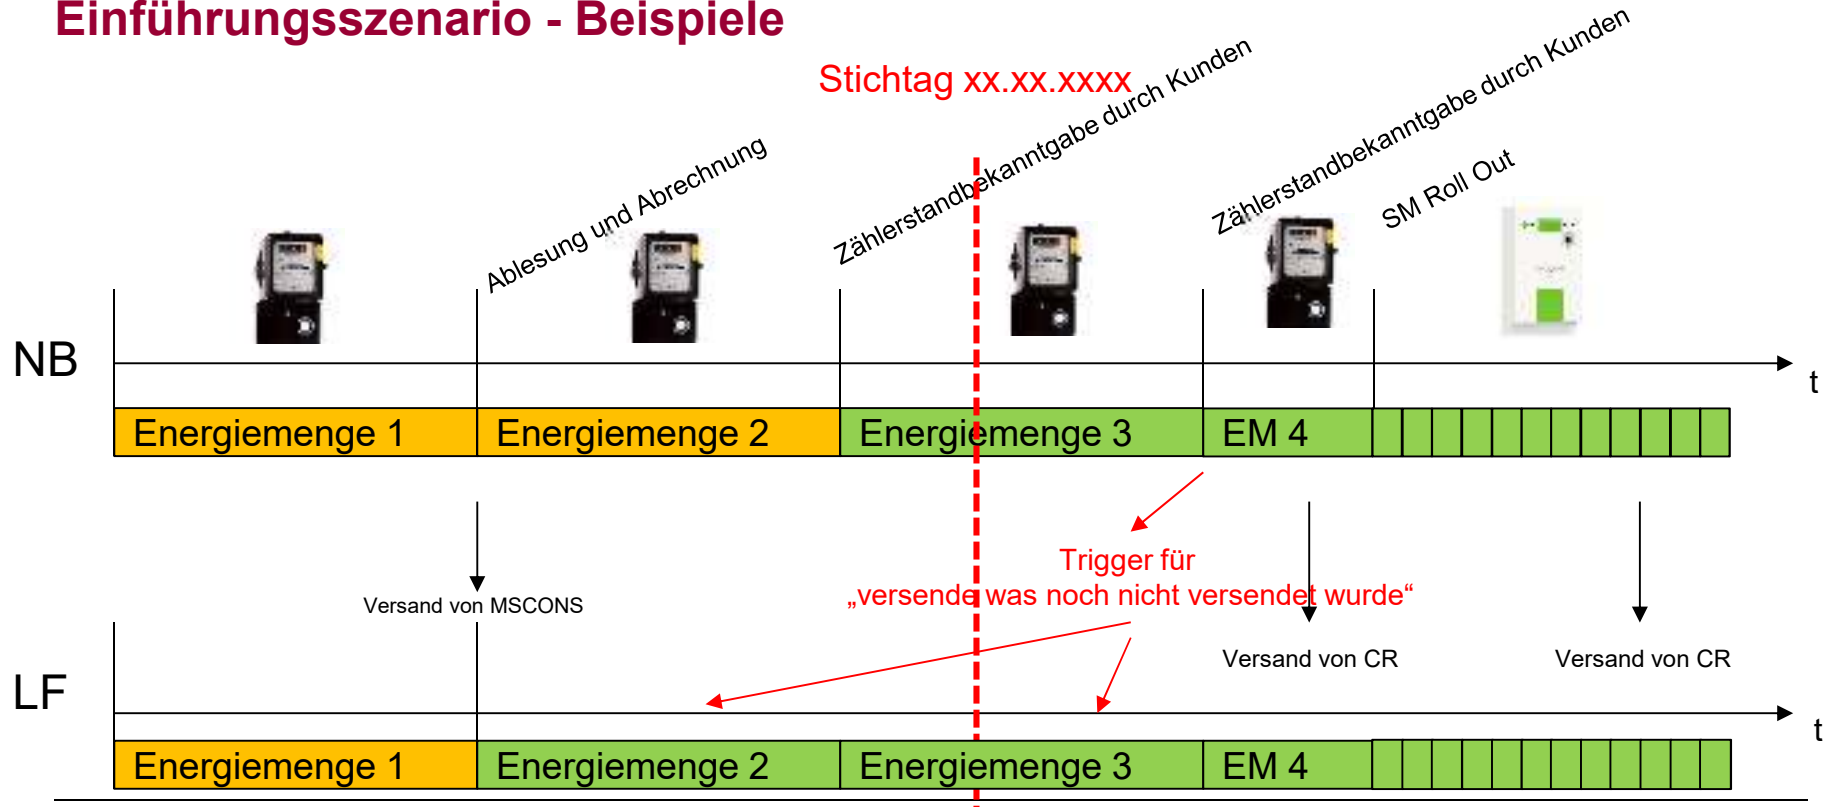 Einführungsszenario - Beispiele
Stichtag xx.xx.xxxx
Ablesung und Abrechnung
Zählerstandbekanntgabe durch Kunden
Zählerstandbekanntgabe durch Kunden
SM Roll Out
NB
t
Energiemenge 1
Energiemenge 2
Energiemenge 3
EM 4
Trigger für
„versende was noch nicht versendet wurde“
Versand von MSCONS
Versand von CR
Versand von CR
LF
t
Energiemenge 1
Energiemenge 2
Energiemenge 3
EM 4